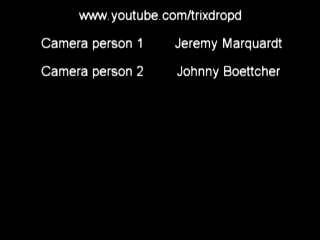 www.youtube.com/trixdropd
Camera person 1 Jeremy Marquardt
Camera person 2 Johnny Boettcher